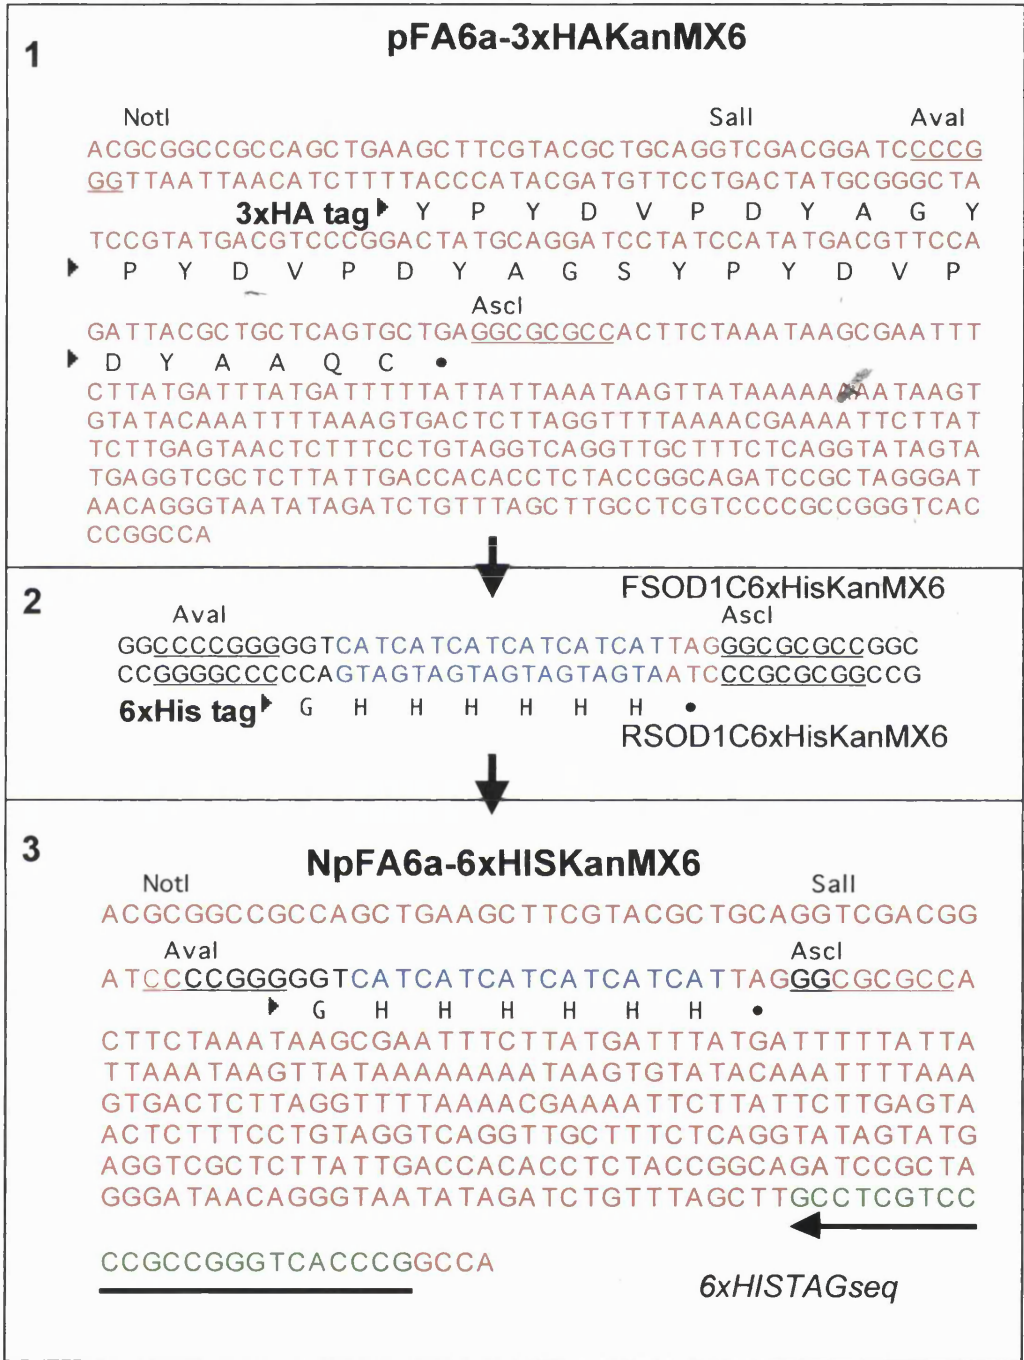 1
pFA6a-3xHAKanMX6
NotI SalI AvaI
ACGCGGCCGCCAGCTGAAGCTTCGTACGCTGCAGGTCGACGGATCCCCCG
GGTTAATTAACATCTTTTACCCATACGATGTTCCTGACTATGCGGGCTA
3xHA tag Y P Y D V P D Y A G Y
TCCGTATGACGTCCCGGACTATGCAGGATCCTATCCATATGACGTTCCA
P Y D V P D Y A G S Y P Y D V P
AscI
GATTACGCTGCTCAGTGCTGAGGCGCGCCACTTCTAAATAAGCGAATTT
D Y A A Q C •
CTTATGATTTATGATTTTTATTATTAAATAAGTTATAAAAAAAATAAGT
GTATACAAATTTTAAAGTGACTCTTAGGTTTTAAAACGAAAATTCTTAT
TCTTGAGTAACTCTTTCCTGTAGGTCAGGTTGCTTTCTCAGGTATAGTA
TGAGGTCGCTCTTATTGACCACACCTCTACCGGCAGATCCGCTAGGGAT
AACAGGGTAATATAGATCTGTTTAGCTTGCCTCGTCCCCGCCGGGTCAC
CCGGCCA
2
FSOD1C6xHisKanMX6
AvaI AscI
GGCCCCGGGGGTCATCATCATCATCATCATTAGGGCGCGCCGGC
CCGGGGCCCCCAGTAGTAGTAGTAGTAGTAATCCCGCGCGGCCG
6xHis tag G H H H H H H •
RSOD1C6xHisKanMX6
3
NpFA6a-6xHISKanMX6
NotI SalI
ACGCGGCCGCCAGCTGAAGCTTCGTACGCTGCAGGTCGACGG
AvaI AscI
ATCCCCGGGGGTCATCATCATCATCATCATTAGGGCGCGCCA
G H H H H H H •
CTTCTAAATAAGCGAATTTCTTATGATTTATGATTTTTATTA
TTAAATAAGTTATAAAAAAAATAAGTGTATACAAATTTTAAA
GTGACTCTTAGGTTTTAAAACGAAAATTCTTATTCTTGAGTA
ACTCTTTCCTGTAGGTCAGGTTGCTTTCTCAGGTATAGTATG
AGGTCGCTCTTATTGACCACACCTCTACCGGCAGATCCGCTA
GGGATAACAGGGTAATATAGATCTGTTTAGCTTGCCTCGTCC
CCGCCGGGTCACCCGGCCA
6xHISTAGseq